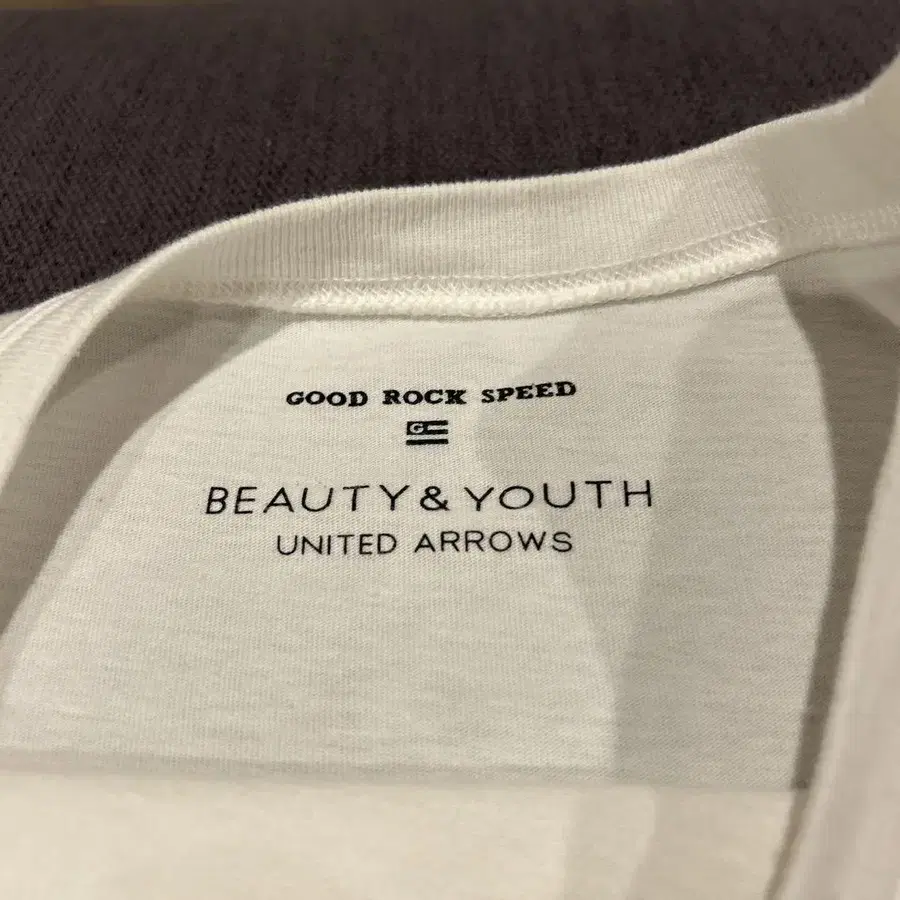 GOOD ROCK SPEED
G
BEAUTY & YOUTH
UNITED ARROWS